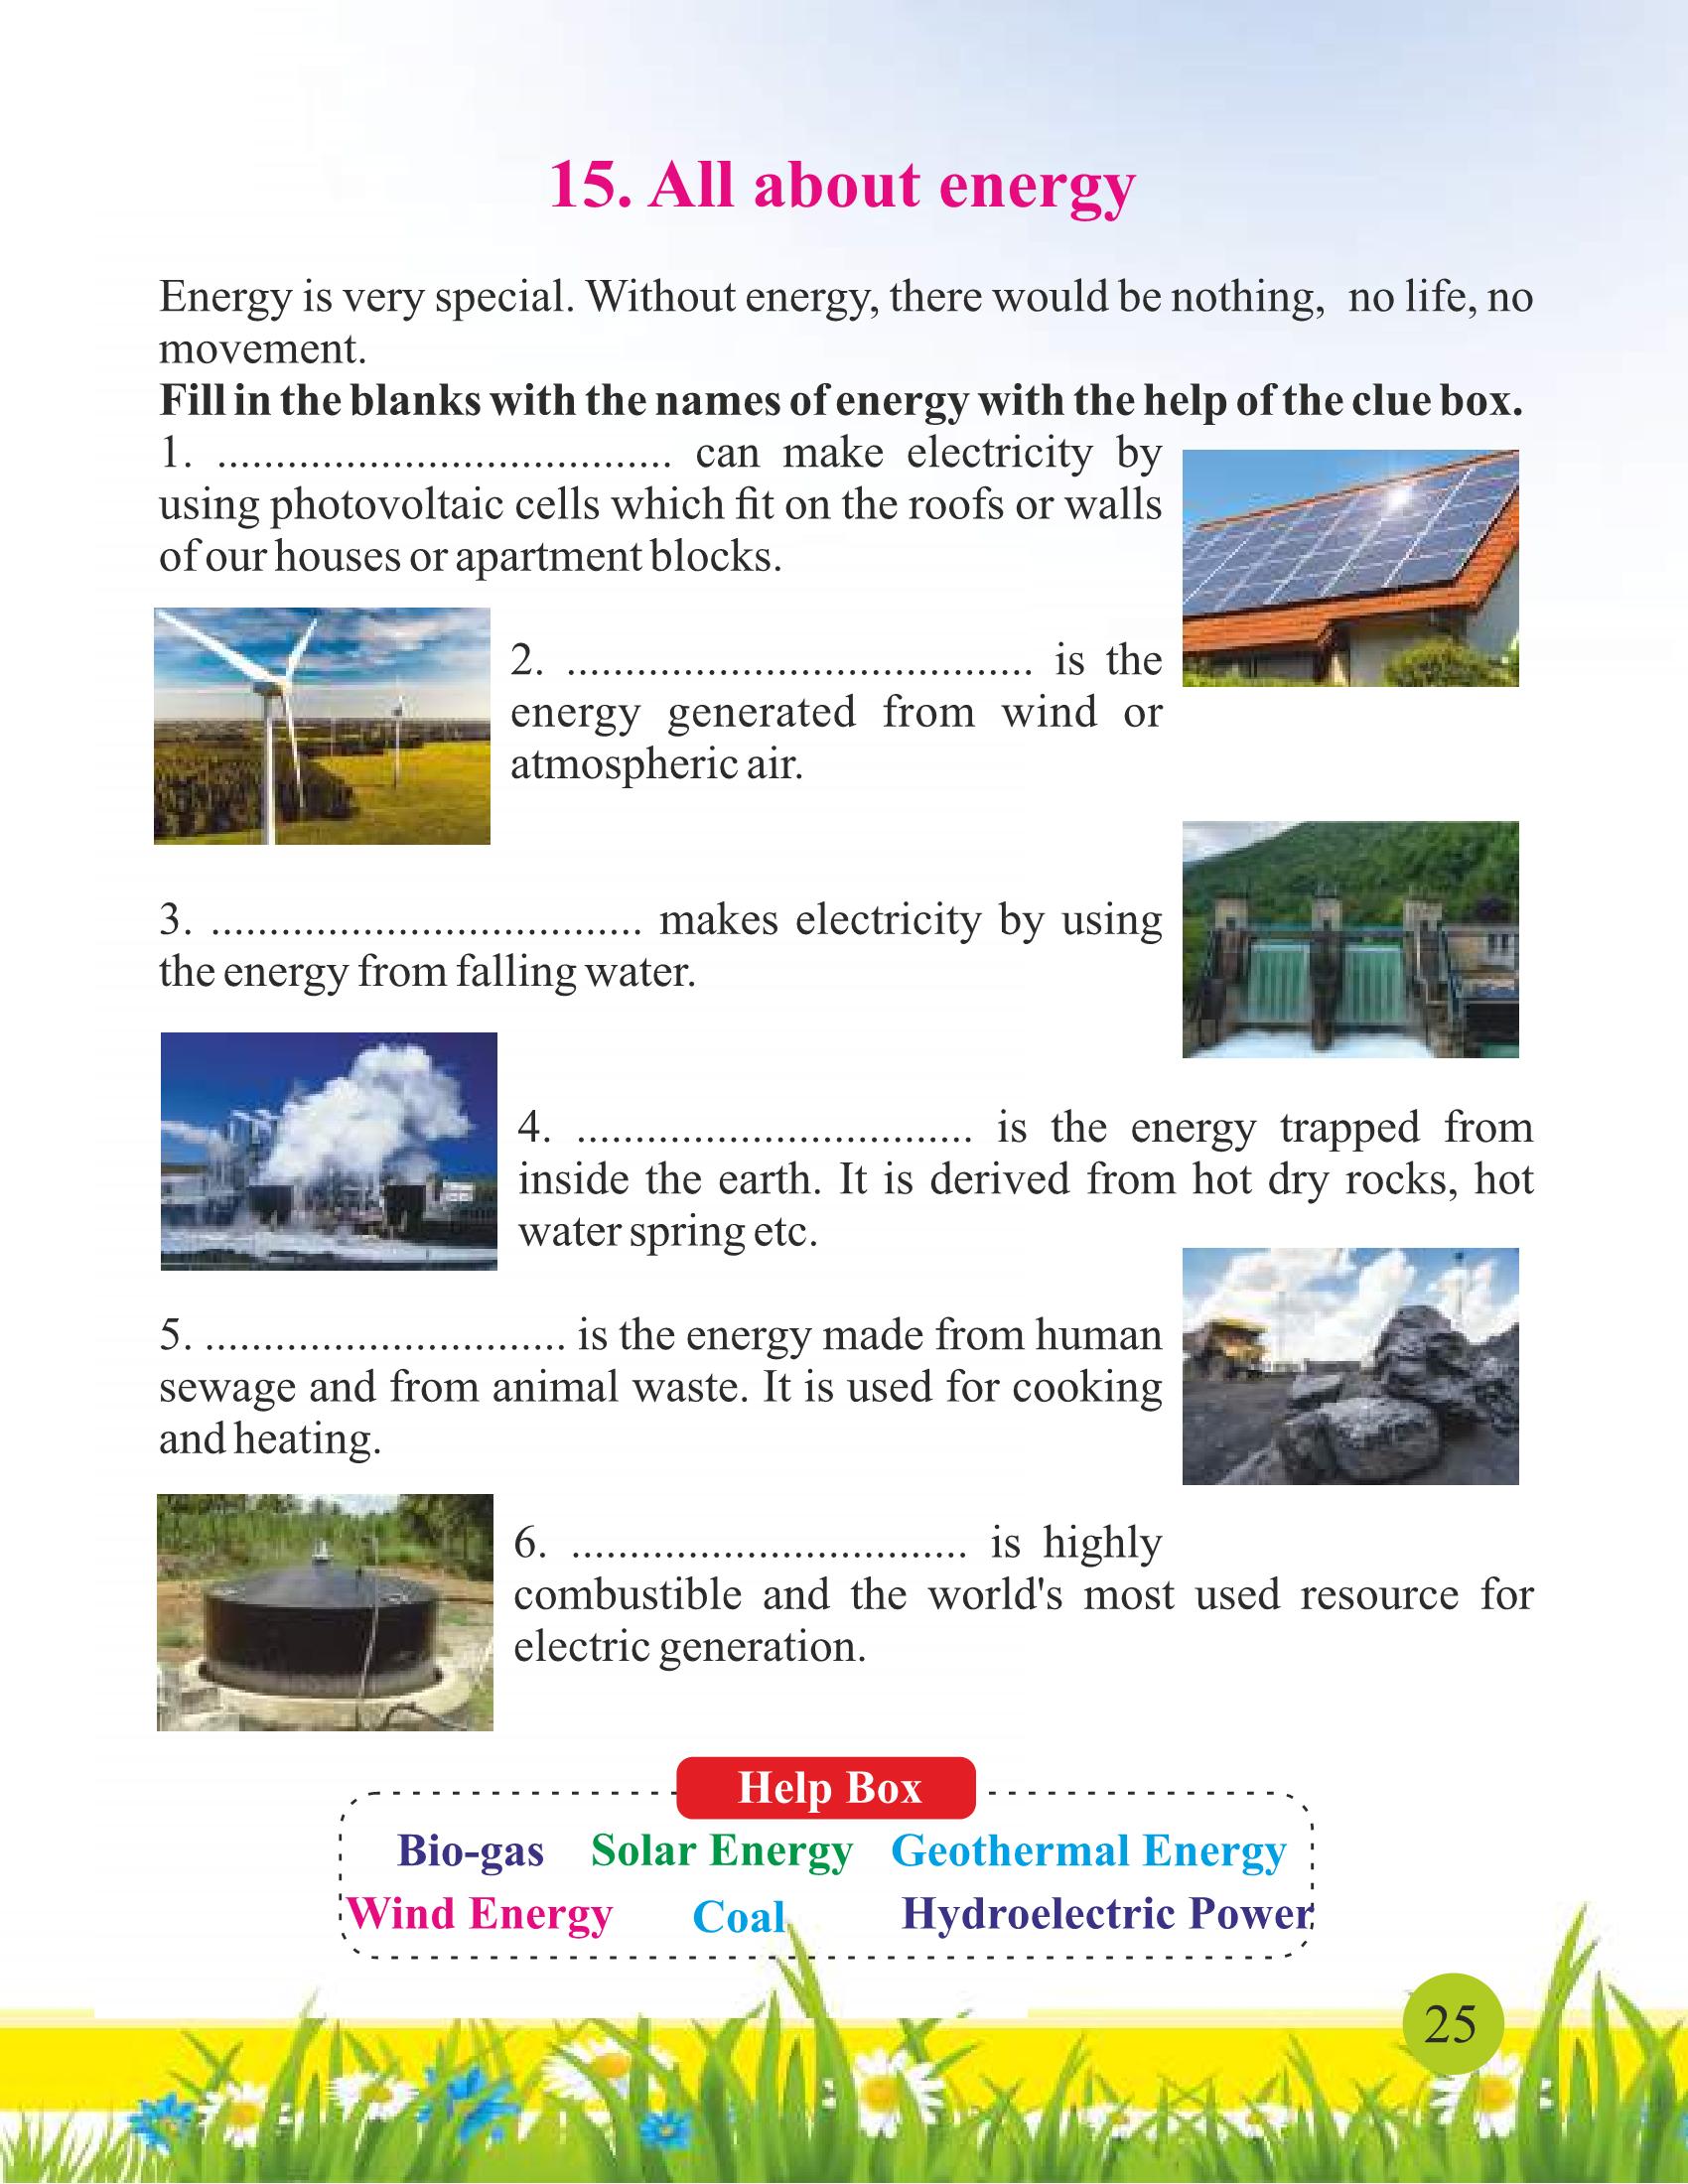 15. All about energy
Energy is very special. Without energy, there would be nothing, no life, no
movement.
Fill in the blanks with the names of energy with the help of the clue box.
1. ....................................... can make electricity by
using photovoltaic cells which fit on the roofs or walls
of our houses or apartment blocks.
2. ........................................ is the
energy generated from wind or
atmospheric air.
3. ..................................... makes electricity by using
the energy from falling water.
4. .................................. is the energy trapped from
inside the earth. It is derived from hot dry rocks, hot
water spring etc.
5. ............................... is the energy made from human
sewage and from animal waste. It is used for cooking
and heating.
6. .................................. is highly
combustible and the world's most used resource for
electric generation.
Help Box
Bio-gas Solar Energy Geothermal Energy
Wind Energy Coal Hydroelectric Power
25